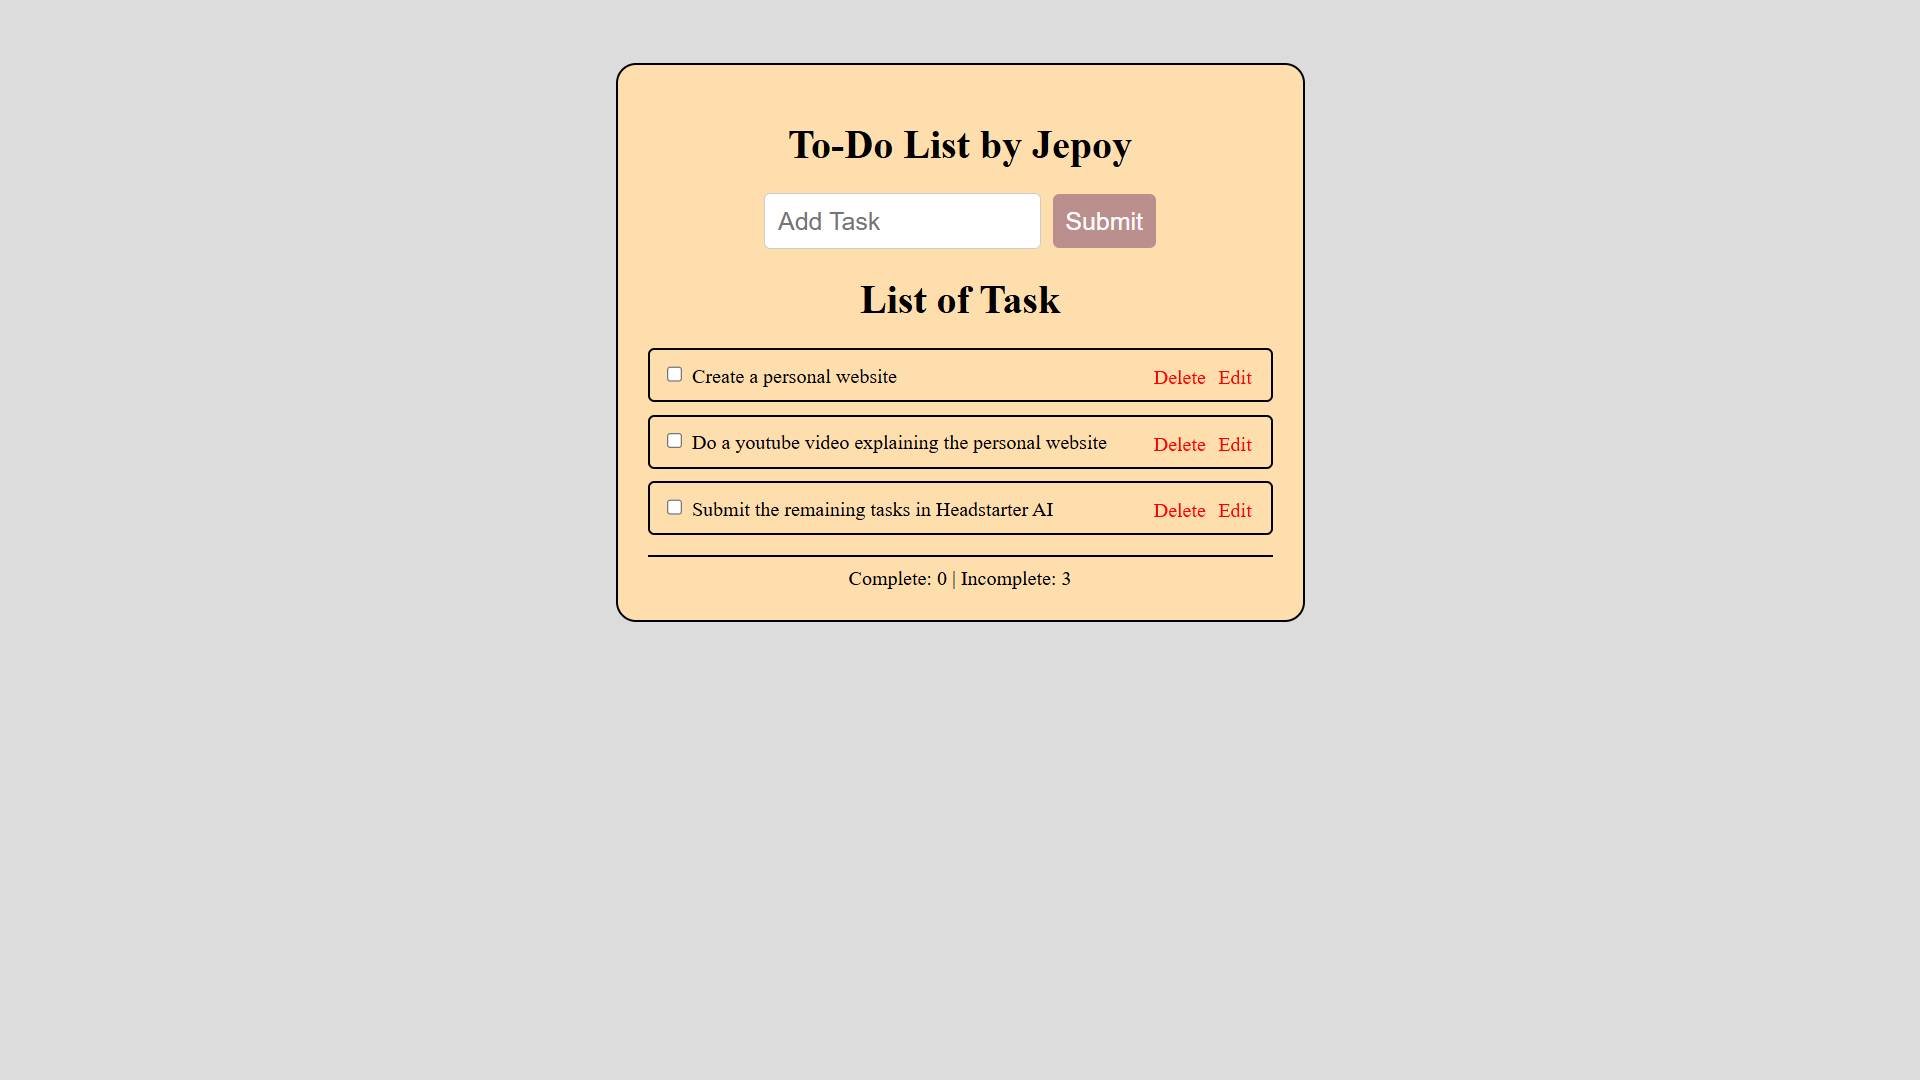 To-Do List by Jepoy
Add Task Submit
List of Task
Create a personal website Delete Edit
Do a youtube video explaining the personal website Delete Edit
Submit the remaining tasks in Headstarter AI Delete Edit
Complete: 0 | Incomplete: 3